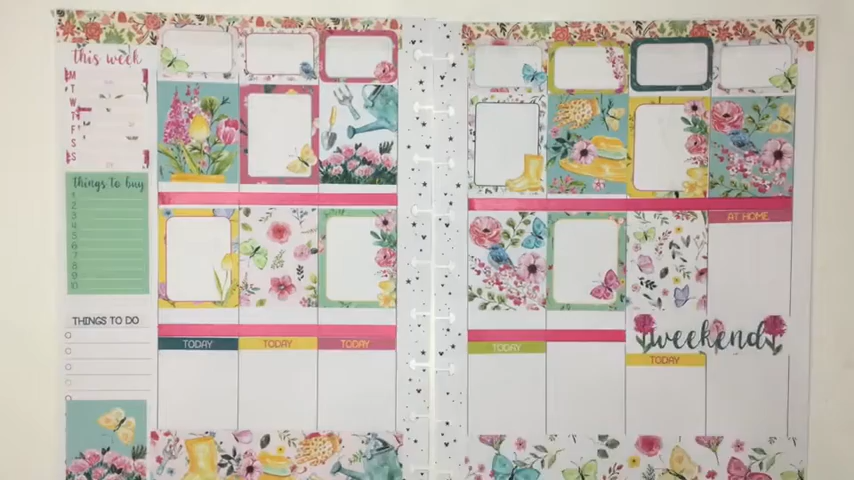 this week
M
T
W
T
F
S
S
things to buy
1
2
3
4
5
6
7
8
9
10
THINGS TO DO
TODAY
TODAY
TODAY
TODAY
AT HOME
weekend
TODAY